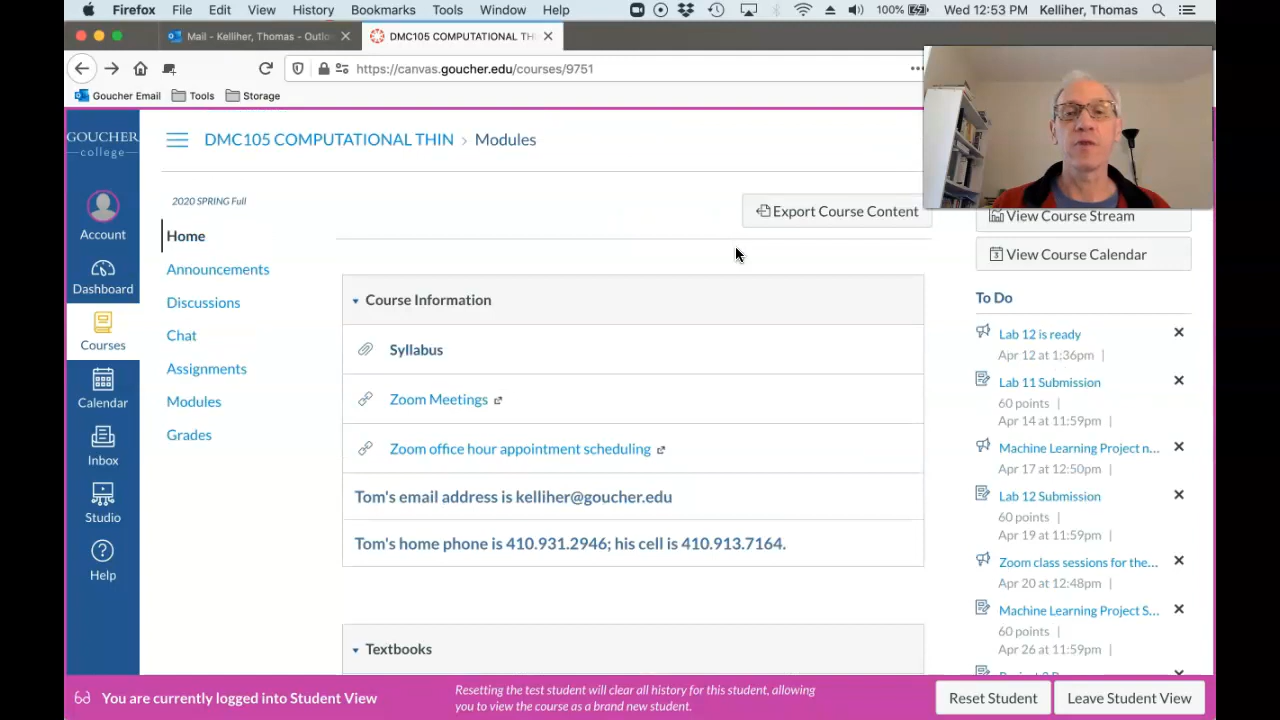 Firefox File Edit View History Bookmarks Tools Window Help 100% Wed 12:53 PM Kelliher, Thomas
Mail - Kelliher, Thomas - Outlo
DMC105 COMPUTATIONAL TH
https://canvas.goucher.edu/courses/9751
Goucher Email Tools Storage
GOUCHER
college
Account
Dashboard
Courses
Calendar
Inbox
Studio
Help
DMC105 COMPUTATIONAL THIN > Modules
2020 SPRING Full
Home
Announcements
Discussions
Chat
Assignments
Modules
Grades
Export Course Content
Course Information
Syllabus
Zoom Meetings
Zoom office hour appointment scheduling
Tom's email address is kelliher@goucher.edu
Tom's home phone is 410.931.2946; his cell is 410.913.7164.
Textbooks
View Course Stream
3 View Course Calendar
To Do
Lab 12 is ready
Apr 12 at 1:36pm |
Lab 11 Submission
60 points |
Apr 14 at 11:59pm |
Machine Learning Project n...
Apr 17 at 12:50pm |
Lab 12 Submission
60 points |
Apr 19 at 11:59pm |
Zoom class sessions for the...
Apr 20 at 12:48pm |
Machine Learning Project S...
60 points |
Apr 26 at 11:59pm |
You are currently logged into Student View
Resetting the test student will clear all history for this student, allowing
you to view the course as a brand new student.
Reset Student
Leave Student View